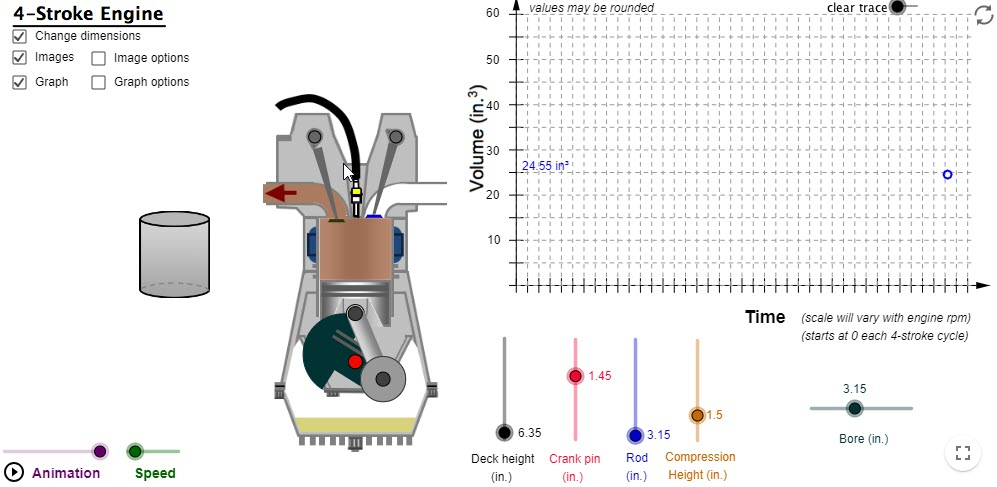 4-Stroke Engine
Change dimensions
Images
Image options
Graph
Graph options
Animation
Speed
values may be rounded
clear trace
Volume (in.³)
60
50
40
30
20
10
24.55 in³
Time
(scale will vary with engine rpm)
(starts at 0 each 4-stroke cycle)
6.35
Deck height
(in.)
1.45
Crank pin
(in.)
3.15
Rod
(in.)
1.5
Compression
Height (in.)
3.15
Bore (in.)